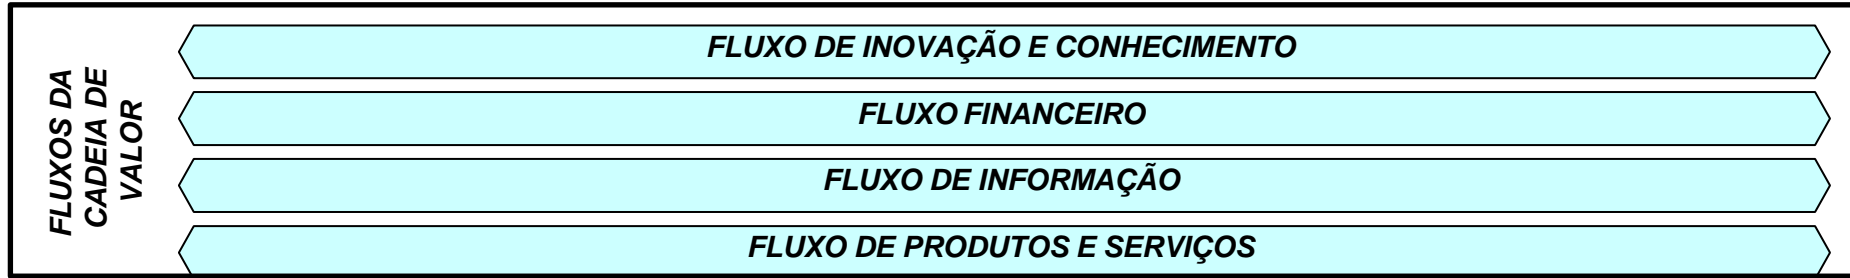 FLUXOS DA
CADEIA DE
VALOR
FLUXO DE INOVAÇÃO E CONHECIMENTO
FLUXO FINANCEIRO
FLUXO DE INFORMAÇÃO
FLUXO DE PRODUTOS E SERVIÇOS